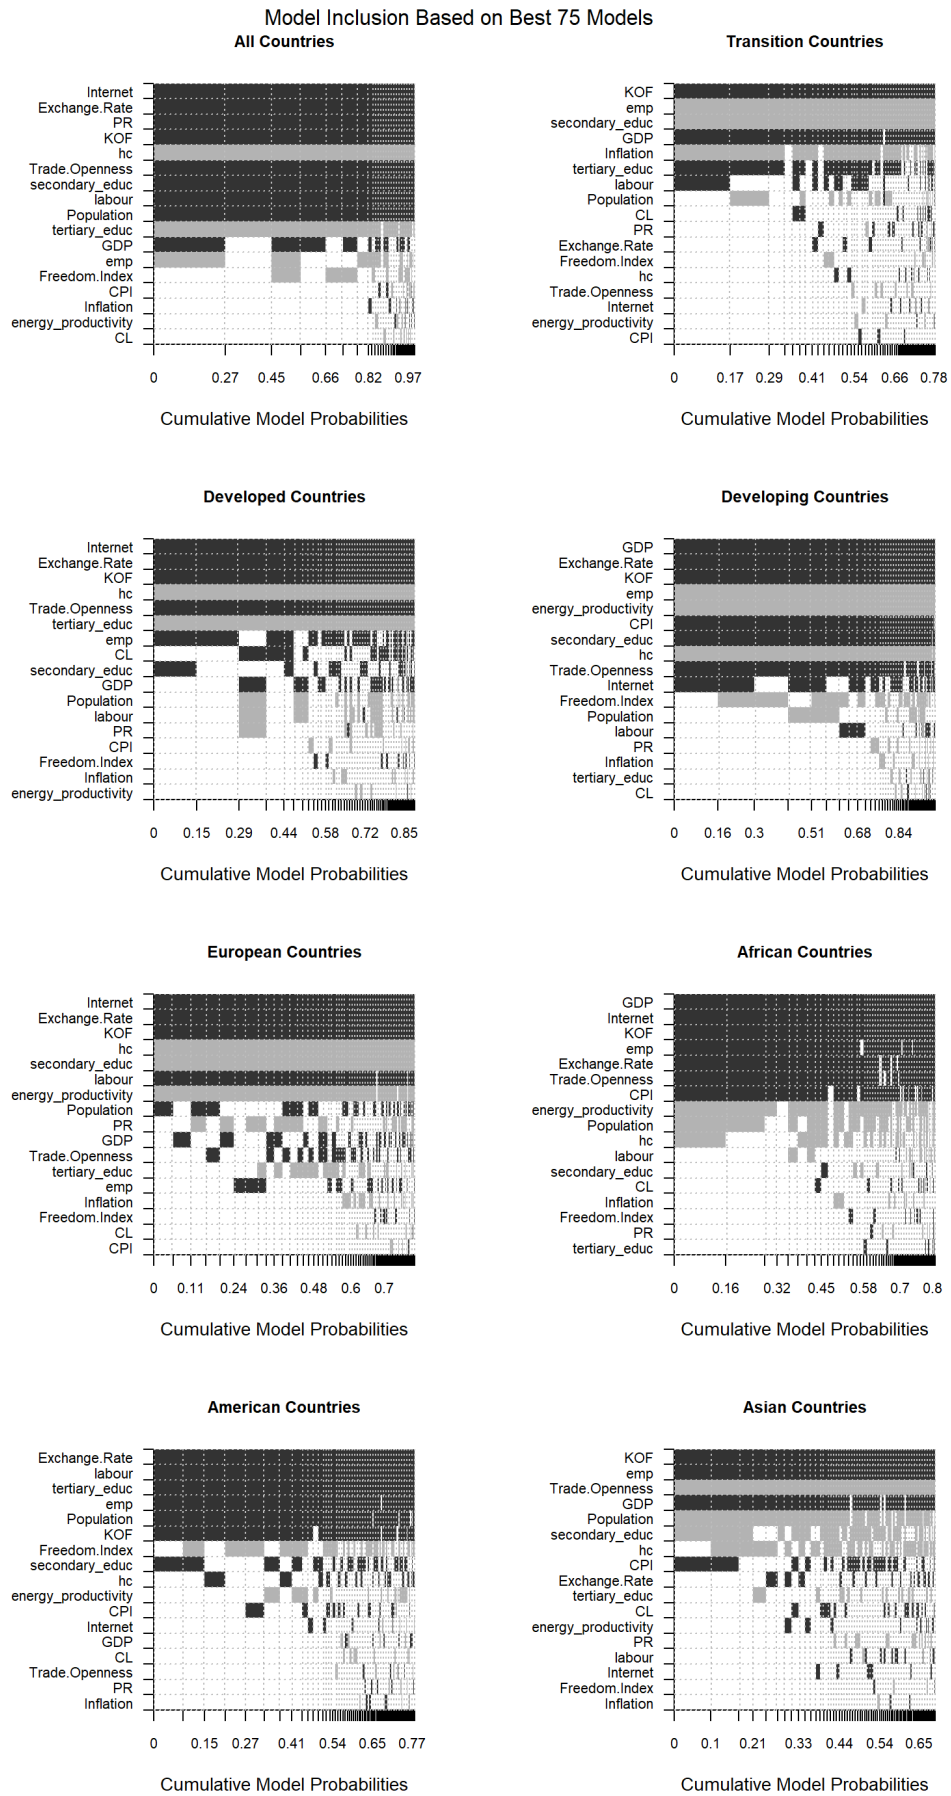 Model Inclusion Based on Best 75 Models
All Countries
Internet
Exchange.Rate
PR
KOF
hc
Trade.Openness
secondary_educ
labour
Population
tertiary_educ
GDP
emp
Freedom.Index
CPI
Inflation
energy_productivity
CL
0 0.27 0.45 0.66 0.82 0.97
Cumulative Model Probabilities
Transition Countries
KOF
emp
secondary_educ
GDP
Inflation
tertiary_educ
labour
Population
CL
PR
Exchange.Rate
Freedom.Index
hc
Trade.Openness
Internet
energy_productivity
CPI
0 0.17 0.29 0.41 0.54 0.66 0.78
Cumulative Model Probabilities
Developed Countries
Internet
Exchange.Rate
KOF
hc
Trade.Openness
tertiary_educ
emp
CL
secondary_educ
GDP
Population
labour
PR
CPI
Freedom.Index
Inflation
energy_productivity
0 0.15 0.29 0.44 0.58 0.72 0.85
Cumulative Model Probabilities
Developing Countries
GDP
Exchange.Rate
KOF
emp
energy_productivity
CPI
secondary_educ
hc
Trade.Openness
Internet
Freedom.Index
Population
labour
PR
Inflation
tertiary_educ
CL
0 0.16 0.3 0.51 0.68 0.84
Cumulative Model Probabilities
European Countries
Internet
Exchange.Rate
KOF
hc
secondary_educ
labour
energy_productivity
Population
PR
GDP
Trade.Openness
tertiary_educ
emp
Inflation
Freedom.Index
CL
CPI
0 0.11 0.24 0.36 0.48 0.6 0.7
Cumulative Model Probabilities
African Countries
GDP
Internet
KOF
emp
Exchange.Rate
Trade.Openness
CPI
energy_productivity
Population
hc
labour
secondary_educ
CL
Inflation
Freedom.Index
PR
tertiary_educ
0 0.16 0.32 0.45 0.58 0.7 0.8
Cumulative Model Probabilities
American Countries
Exchange.Rate
labour
tertiary_educ
emp
Population
KOF
Freedom.Index
secondary_educ
hc
energy_productivity
CPI
Internet
GDP
CL
Trade.Openness
PR
Inflation
0 0.15 0.27 0.41 0.54 0.65 0.77
Cumulative Model Probabilities
Asian Countries
KOF
emp
Trade.Openness
GDP
Population
secondary_educ
hc
CPI
Exchange.Rate
tertiary_educ
CL
energy_productivity
PR
labour
Internet
Freedom.Index
Inflation
0 0.1 0.21 0.33 0.44 0.54 0.65
Cumulative Model Probabilities